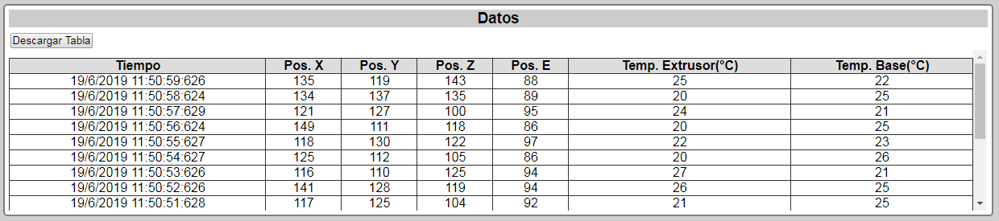 Datos
Descargar Tabla
Tiempo Pos. X Pos. Y Pos. Z Pos. E Temp. Extrusor(°C) Temp. Base(°C)
19/6/2019 11:50:59:626 135 119 143 88 25 22
19/6/2019 11:50:58:624 134 137 135 89 20 25
19/6/2019 11:50:57:629 121 127 100 95 24 21
19/6/2019 11:50:56:624 149 111 118 86 20 25
19/6/2019 11:50:55:627 118 130 122 97 22 23
19/6/2019 11:50:54:627 125 112 105 86 20 26
19/6/2019 11:50:53:626 116 110 125 94 27 21
19/6/2019 11:50:52:626 141 128 119 94 26 25
19/6/2019 11:50:51:628 117 125 104 92 21 25